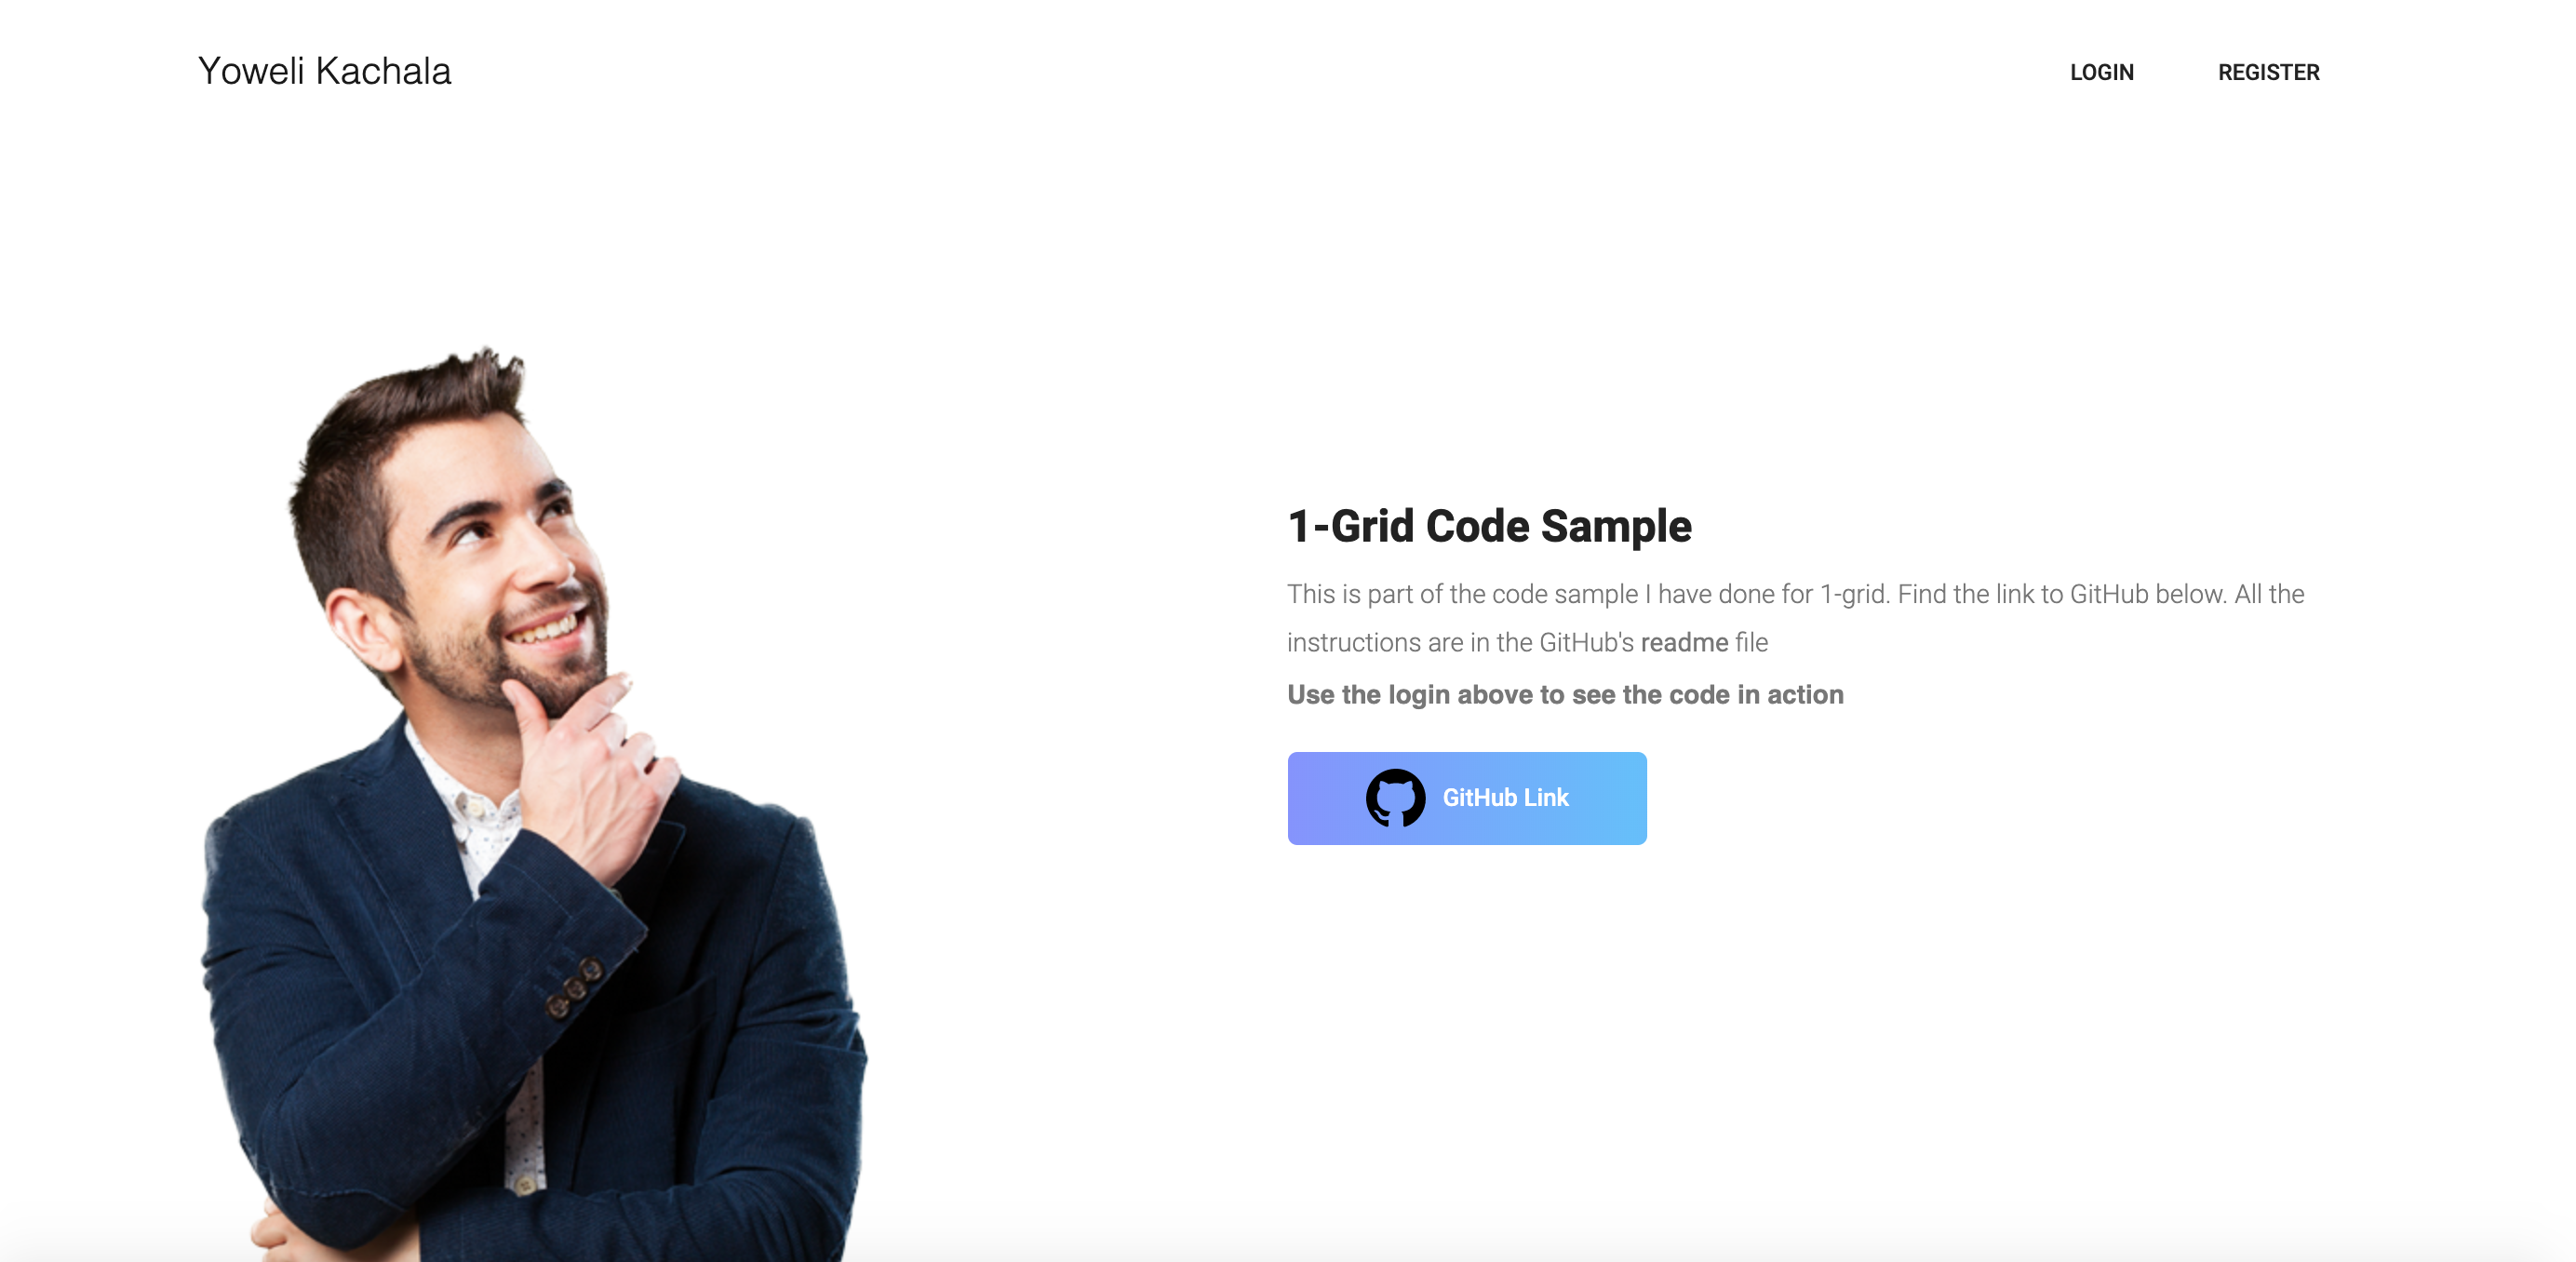 Yoweli Kachala
LOGIN
REGISTER
1-Grid Code Sample
This is part of the code sample I have done for 1-grid. Find the link to GitHub below. All the
instructions are in the GitHub's readme file
Use the login above to see the code in action
GitHub Link